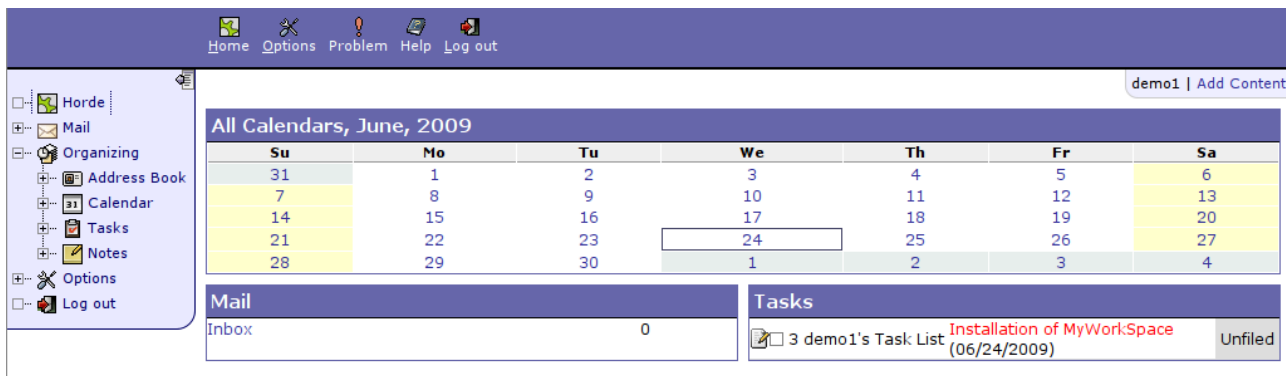 Home Options Problem Help Log out
demo1 | Add Content
Horde
Mail
Organizing
Address Book
31 Calendar
Tasks
Notes
Options
Log out
All Calendars, June, 2009
Su Mo Tu We Th Fr Sa
31 1 2 3 4 5 6
7 8 9 10 11 12 13
14 15 16 17 18 19 20
21 22 23 24 25 26 27
28 29 30 1 2 3 4
Mail
Inbox 0
Tasks
3 demo1's Task List Installation of MyWorkSpace
(06/24/2009) Unfiled